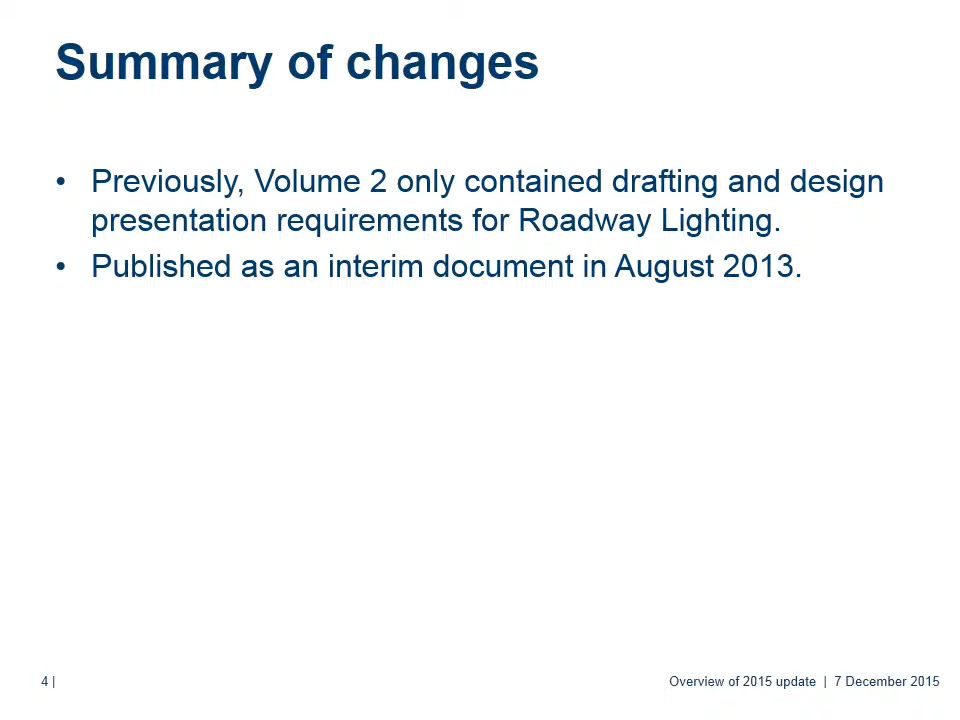 Summary of changes
• Previously, Volume 2 only contained drafting and design
presentation requirements for Roadway Lighting.
• Published as an interim document in August 2013.
4 |
Overview of 2015 update | 7 December 2015